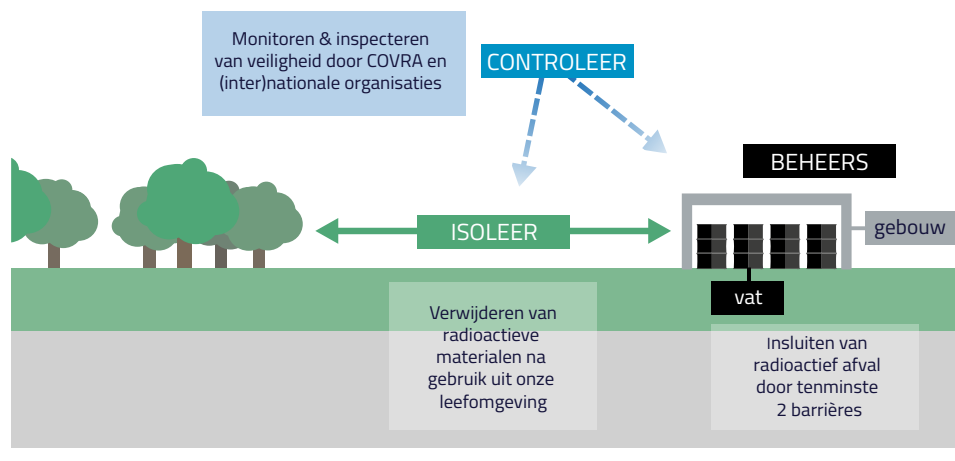 Monitoren & inspecteren
van veiligheid door COVRA en
(inter)nationale organisaties
CONTROLEER
BEHEERS
ISOLEER
gebouw
vat
Verwijderen van
radioactieve
materialen na
gebruik uit onze
leefomgeving
Insluiten van
radioactief afval
door tenminste
2 barrières